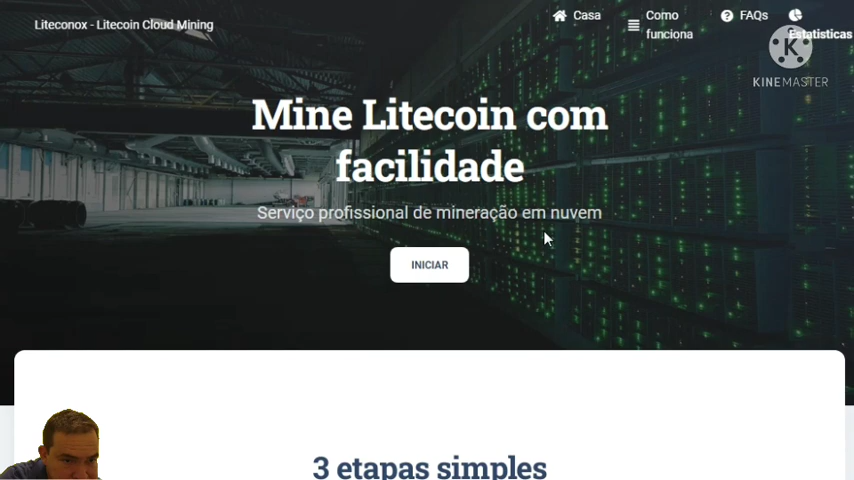 Liteconox - Litecoin Cloud Mining
Casa
Como
funciona
FAQs
Estatisticas
K
KINEMASTER
Mine Litecoin com
facilidade
Serviço profissional de mineração em nuvem
INICIAR
3 etapas simples